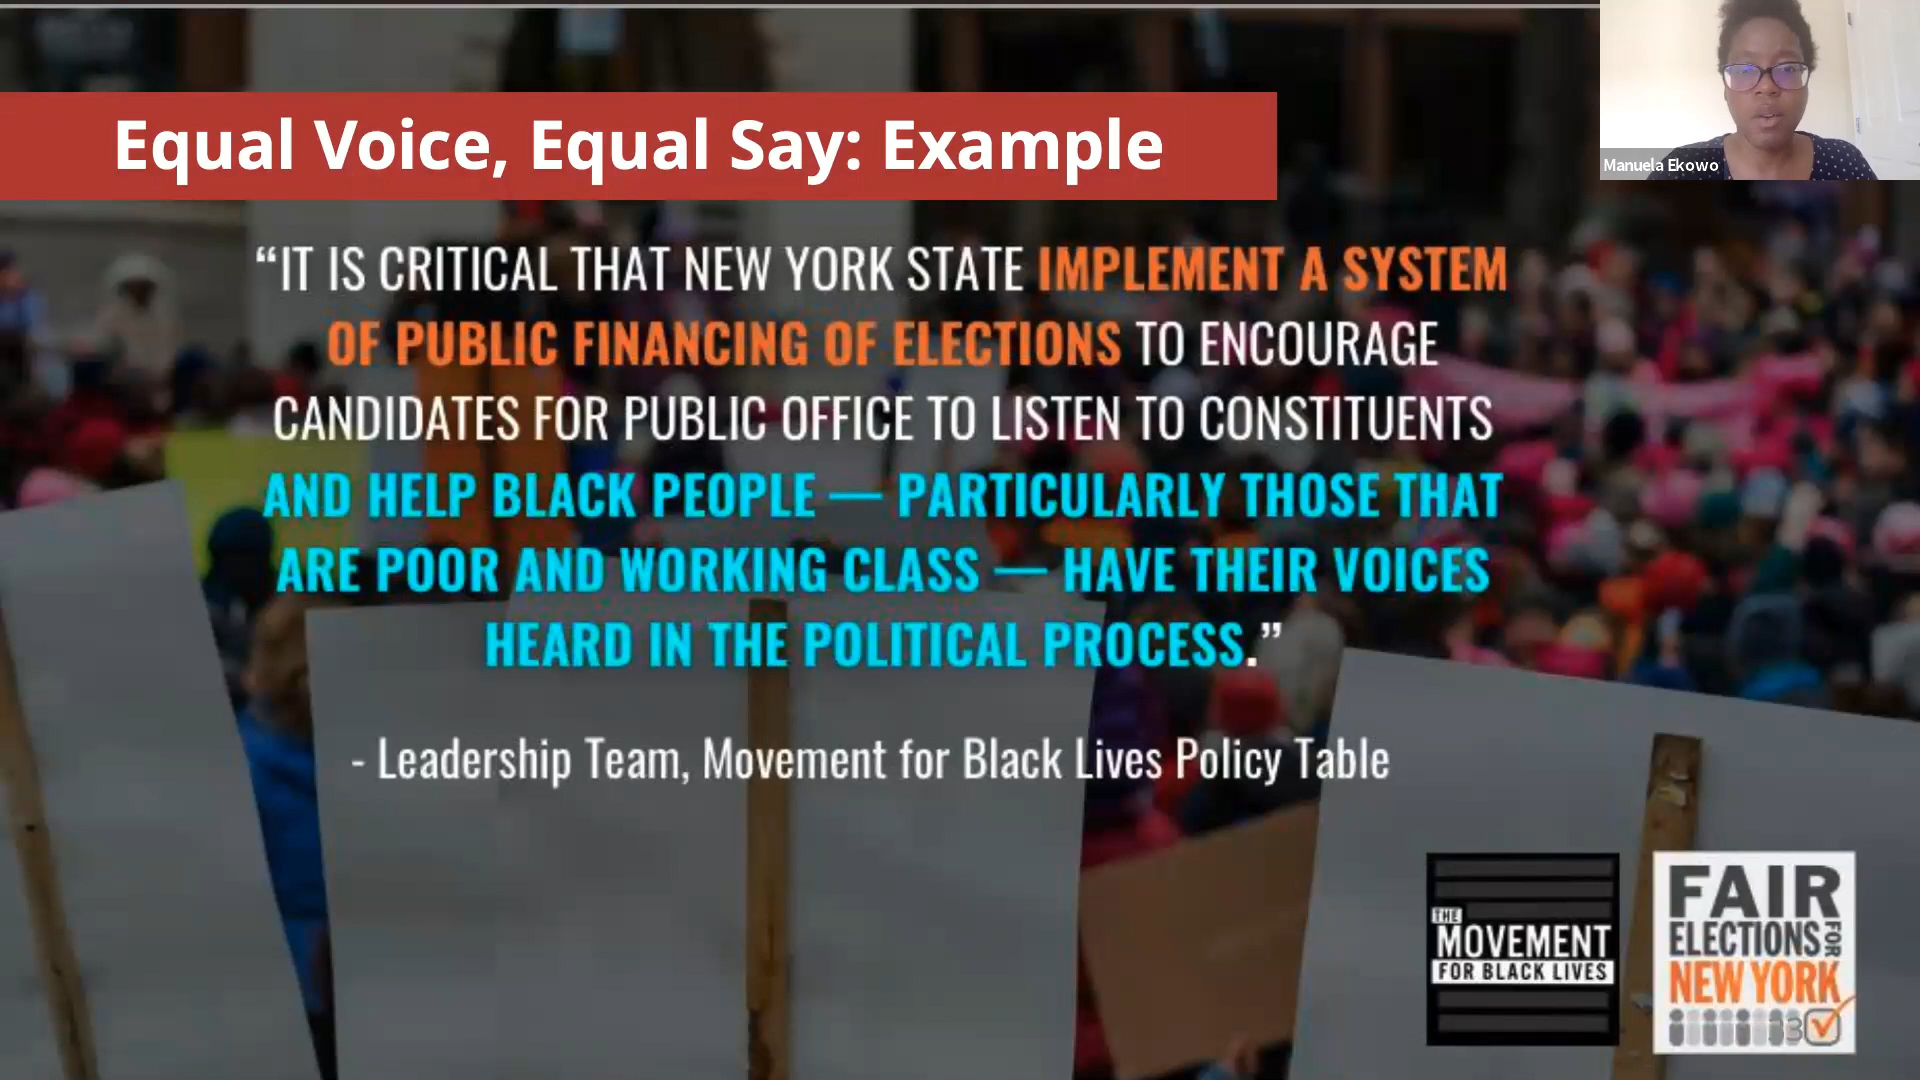 Equal Voice, Equal Say: Example
Manuela Ekowo
“IT IS CRITICAL THAT NEW YORK STATE IMPLEMENT A SYSTEM
OF PUBLIC FINANCING OF ELECTIONS TO ENCOURAGE
CANDIDATES FOR PUBLIC OFFICE TO LISTEN TO CONSTITUENTS
AND HELP BLACK PEOPLE — PARTICULARLY THOSE THAT
ARE POOR AND WORKING CLASS — HAVE THEIR VOICES
HEARD IN THE POLITICAL PROCESS.”
- Leadership Team, Movement for Black Lives Policy Table
THE
MOVEMENT
FOR BLACK LIVES
FAIR
ELECTIONS FOR
NEW YORK
33